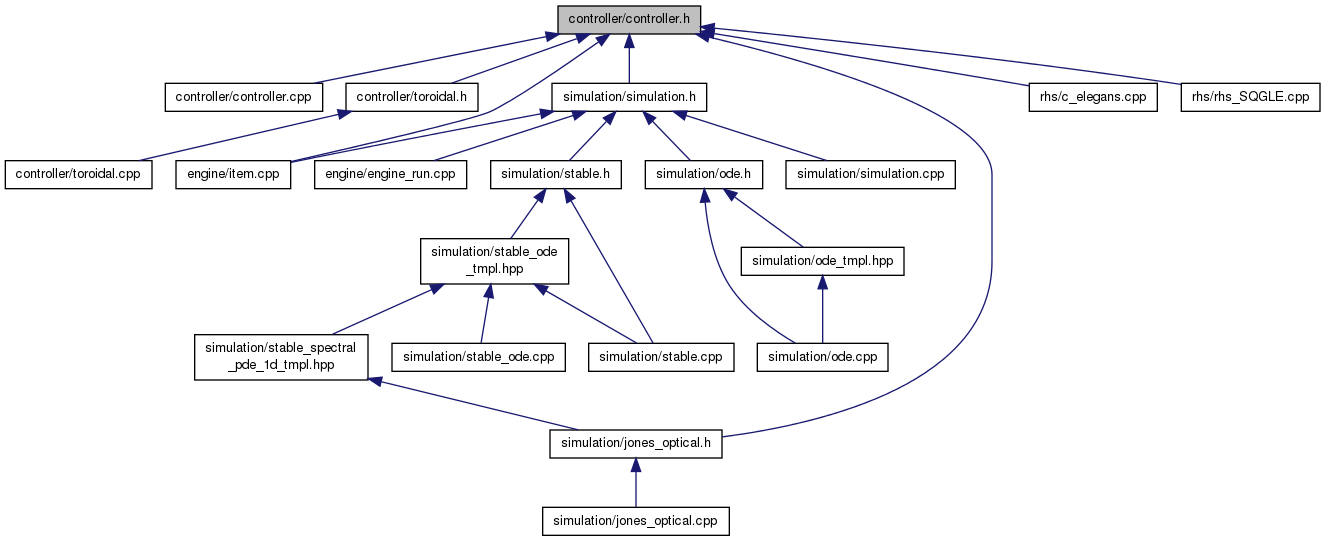 controller/controller.h
controller/controller.cpp
controller/toroidal.h
simulation/simulation.h
rhs/c_elegans.cpp
rhs/rhs_SQGLE.cpp
controller/toroidal.cpp
engine/item.cpp
engine/engine_run.cpp
simulation/stable.h
simulation/ode.h
simulation/simulation.cpp
simulation/stable_ode
_tmpl.hpp
simulation/ode_tmpl.hpp
simulation/stable_spectral
_pde_1d_tmpl.hpp
simulation/stable_ode.cpp
simulation/stable.cpp
simulation/ode.cpp
simulation/jones_optical.h
simulation/jones_optical.cpp